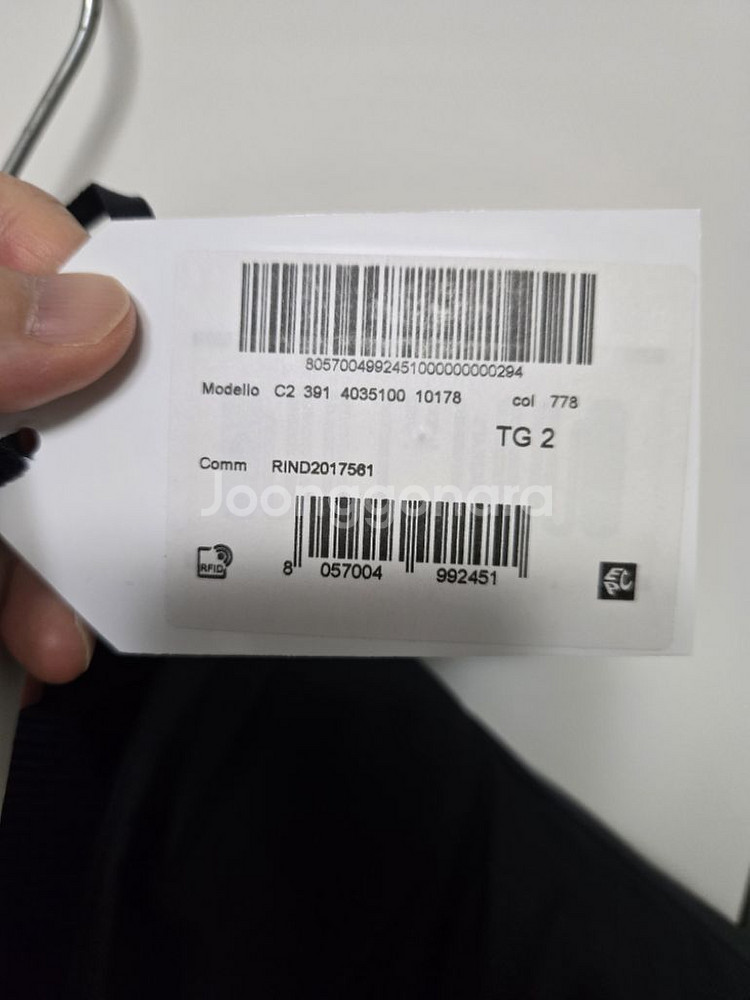 8057004992451000000000294
Modello C2 391 4035100 10178 col 778
TG 2
Comm RIND2017561
Joonggonara
8 057004 992451
RFID
EPC